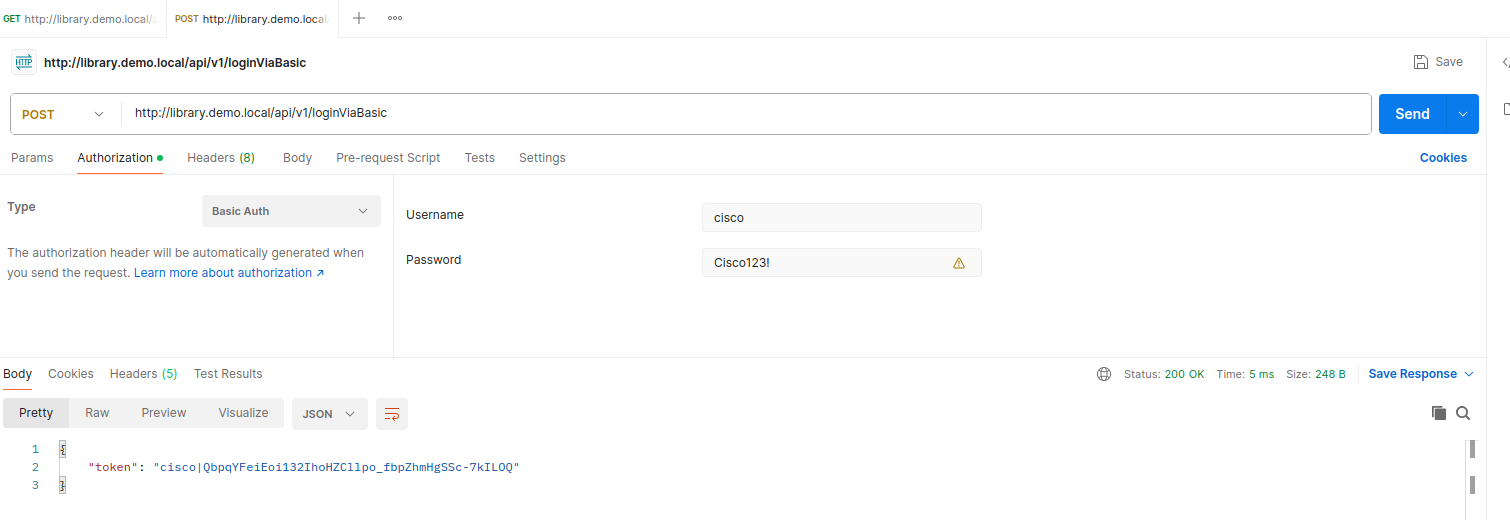 GET http://library.demo.local/a POST http://library.demo.local
HTTP http://library.demo.local/api/v1/loginViaBasic Save
POST http://library.demo.local/api/v1/loginViaBasic Send
Params Authorization Headers (8) Body Pre-request Script Tests Settings Cookies
Type Basic Auth
The authorization header will be automatically generated when
you send the request. Learn more about authorization ↗
Username cisco
Password Cisco123!
Body Cookies Headers (5) Test Results Status: 200 OK Time: 5 ms Size: 248 B Save Response
Pretty Raw Preview Visualize JSON
1 {
2 "token": "cisco|QbpqYFeiEoi132IhoHZCllpo_fbpZhmHgSSc-7kILOQ"
3 }